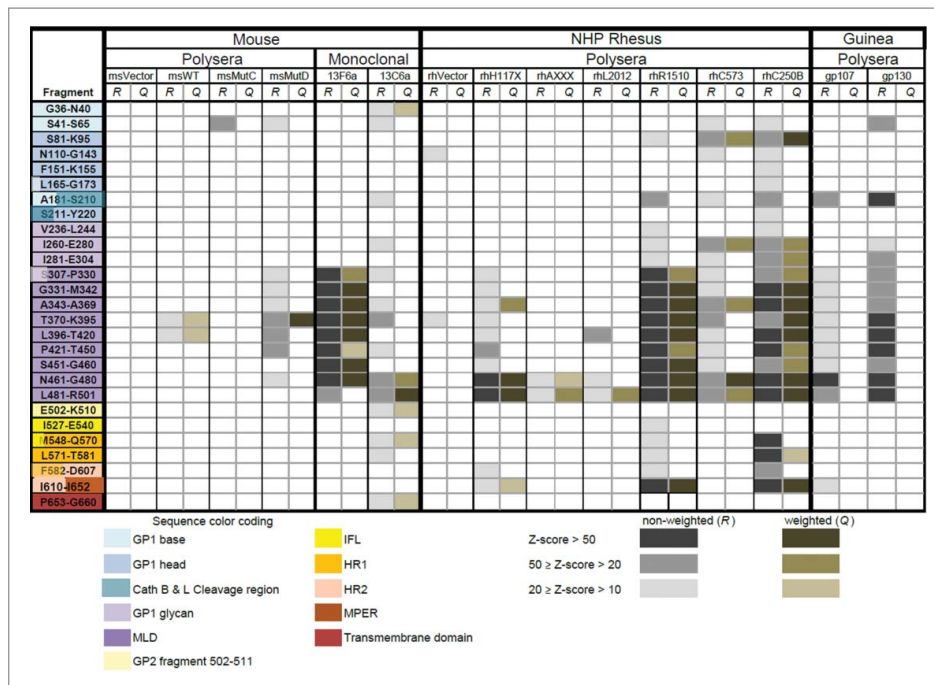 Mouse NHP Rhesus Guinea
Polysera Monoclonal Polysera Polysera
msVector msWT msMutC msMutD 13F6a 13C6a rhVector rhH117X rhAXXX rhL2012 rhR1510 rhC573 rhC250B gp107 gp130
Fragment R Q R Q R Q R Q R Q R Q R Q R Q R Q R Q R Q R Q R Q R Q R Q
G36-N40
S41-S65
S81-K95
N110-G143
F151-K155
L165-G173
A181-S210
S211-Y220
V236-L244
I260-E280
I281-E304
S307-P330
G331-M342
A343-A369
T370-K395
L396-T420
P421-T450
S451-G460
N461-G480
L481-R501
E502-K510
I527-E540
M548-Q570
L571-T581
F582-D607
I610-I652
P653-G660
Sequence color coding non-weighted (R) weighted (Q)
GP1 base IFL Z-score > 50
GP1 head HR1 50 ≥ Z-score > 20
Cath B & L Cleavage region HR2 20 ≥ Z-score > 10
GP1 glycan MPER
MLD Transmembrane domain
GP2 fragment 502-511